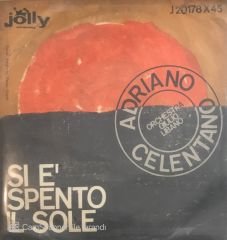 jolly
J 20178 X 45
ADRIANO
ORCHESTRA
GIULIO
LIBANO
CELENTANO
SI E'
SPENTO
IL SOLE